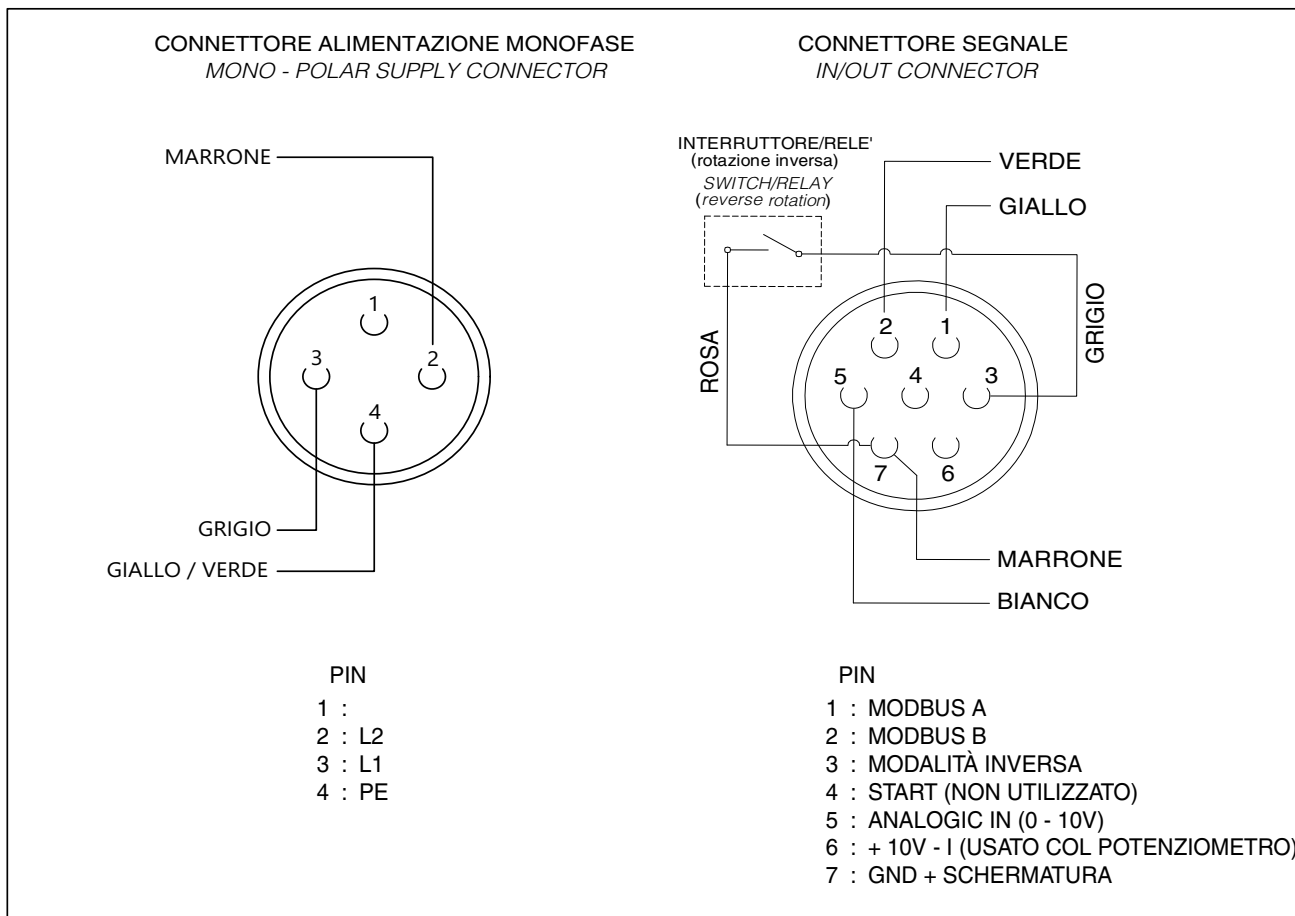 CONNETTORE ALIMENTAZIONE MONOFASE
MONO - POLAR SUPPLY CONNECTOR
MARRONE
1
3
2
4
GRIGIO
GIALLO / VERDE
PIN
1 :
2 : L2
3 : L1
4 : PE
CONNETTORE SEGNALE
IN/OUT CONNECTOR
INTERRUTTORE/RELE'
(rotazione inversa)
SWITCH/RELAY
(reverse rotation)
VERDE
GIALLO
ROSA
GRIGIO
2
1
5
4
3
7
6
MARRONE
BIANCO
PIN
1 : MODBUS A
2 : MODBUS B
3 : MODALITÀ INVERSA
4 : START (NON UTILIZZATO)
5 : ANALOGIC IN (0 - 10V)
6 : + 10V - I (USATO COL POTENZIOMETRO)
7 : GND + SCHERMATURA